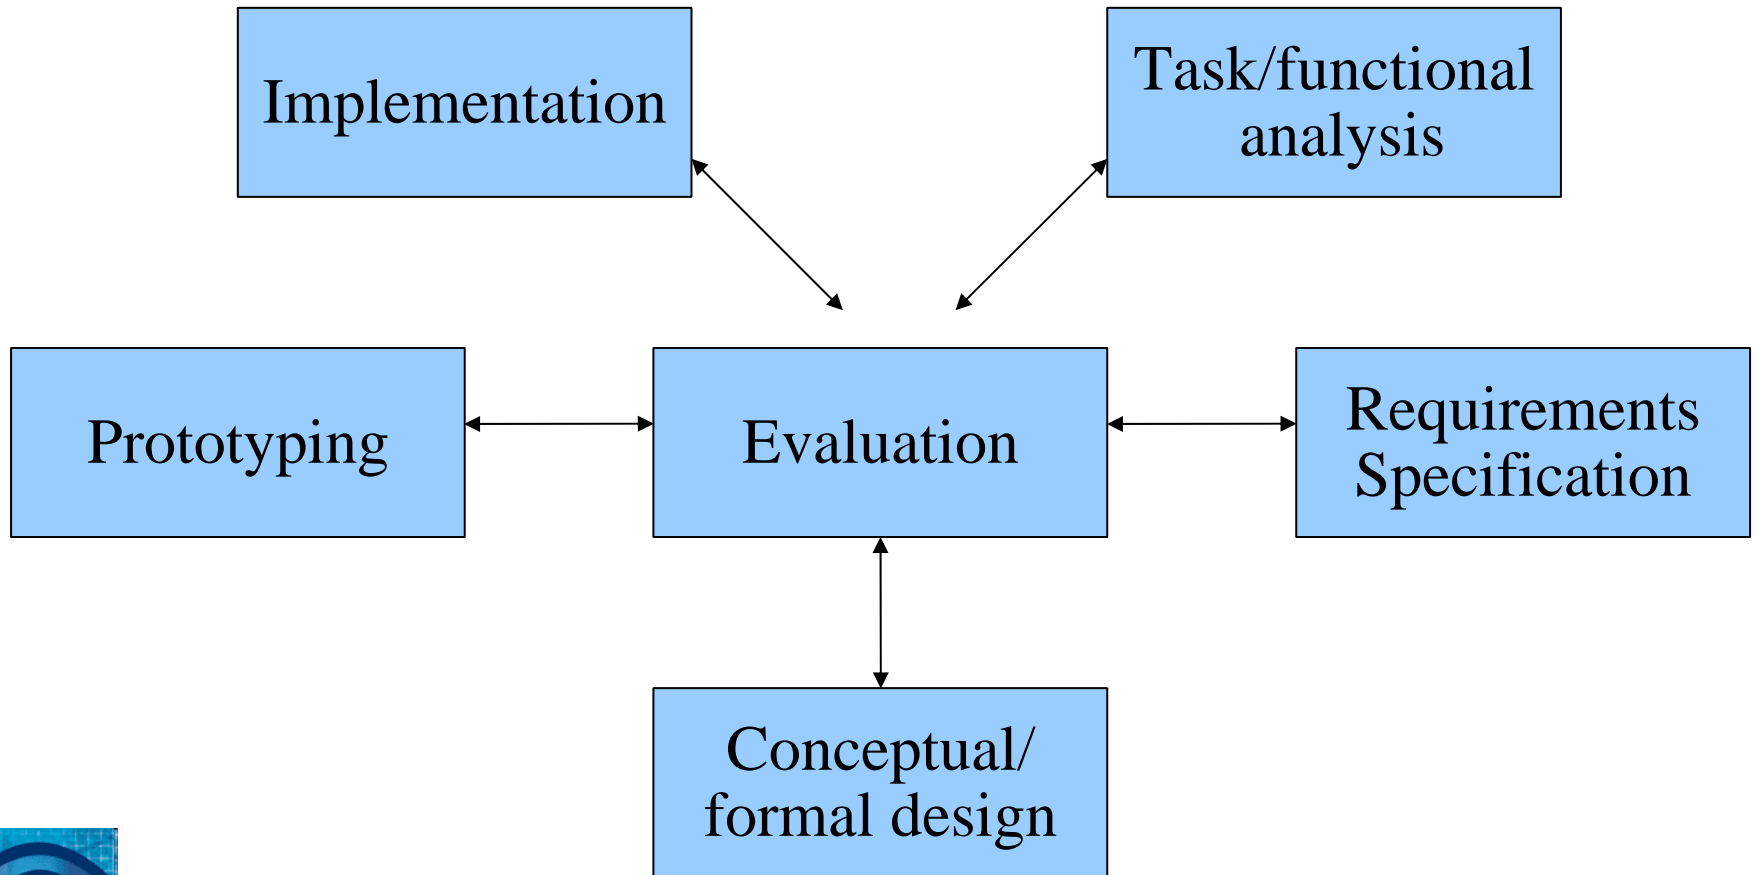 Implementation
Task/functional
analysis
Prototyping
Evaluation
Requirements
Specification
Conceptual/
formal design